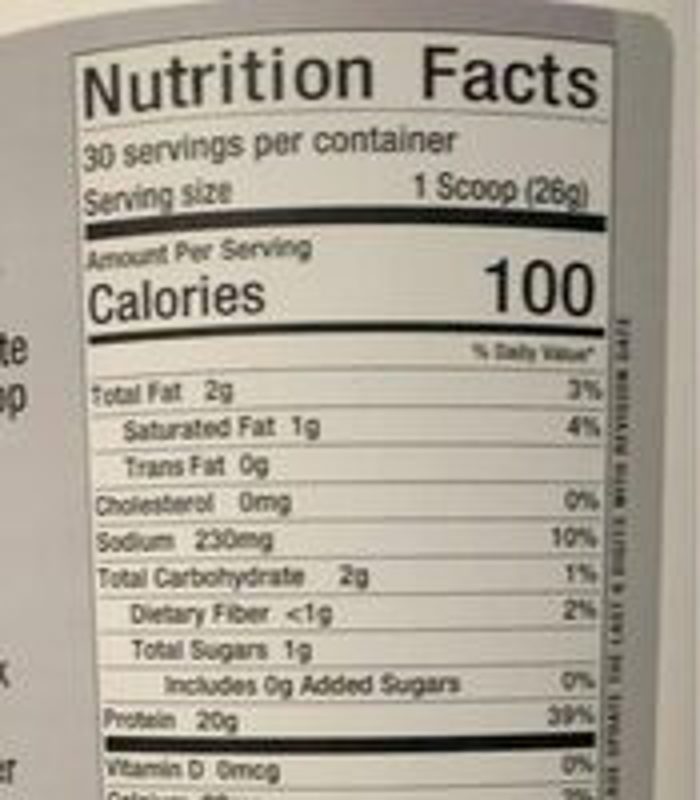 Nutrition Facts
30 servings per container
Serving size 1 Scoop (26g)
Amount Per Serving
Calories 100
% Daily Value*
Total Fat 2g 3%
Saturated Fat 1g 4%
Trans Fat 0g
Cholesterol 0mg 0%
Sodium 230mg 10%
Total Carbohydrate 2g 1%
Dietary Fiber <1g 2%
Total Sugars 1g
Includes 0g Added Sugars 0%
Protein 20g 39%
Vitamin D 0mcg 0%